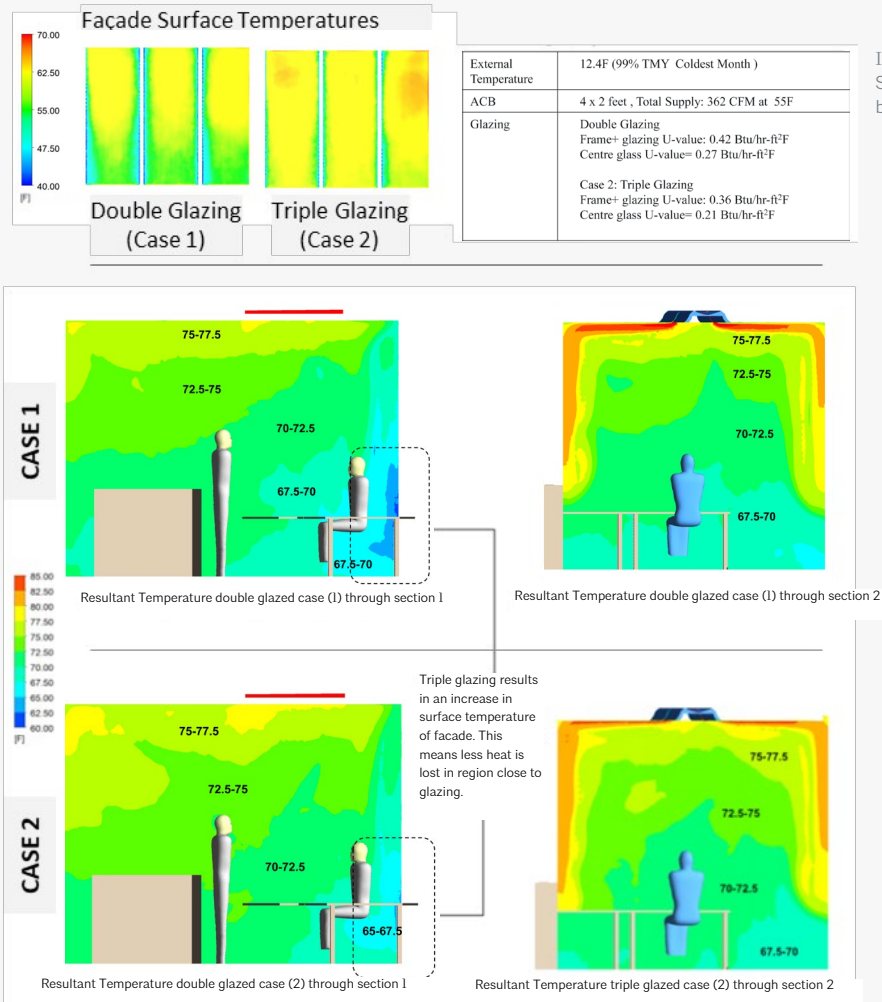 Façade Surface Temperatures
70.00
62.50
55.00
47.50
40.00
[F]
Double Glazing
(Case 1)
Triple Glazing
(Case 2)
External
Temperature
12.4F (99% TMY Coldest Month )
ACB
4 x 2 feet , Total Supply: 362 CFM at 55F
Glazing
Double Glazing
Frame+ glazing U-value: 0.42 Btu/hr-ft²F
Centre glass U-value= 0.27 Btu/hr-ft²F
Case 2: Triple Glazing
Frame+ glazing U-value: 0.36 Btu/hr-ft²F
Centre glass U-value= 0.21 Btu/hr-ft²F
CASE 1
75-77.5
72.5-75
70-72.5
67.5-70
67.5-70
Resultant Temperature double glazed case (1) through section 1
75-77.5
72.5-75
70-72.5
67.5-70
Resultant Temperature double glazed case (1) through section 2
85.00
82.50
80.00
77.50
75.00
72.50
70.00
67.50
65.00
62.50
60.00
[F]
Triple glazing results
in an increase in
surface temperature
of facade. This
means less heat is
lost in region close to
glazing.
CASE 2
75-77.5
72.5-75
70-72.5
65-67.5
Resultant Temperature double glazed case (2) through section 1
75-77.5
72.5-75
70-72.5
67.5-70
Resultant Temperature triple glazed case (2) through section 2